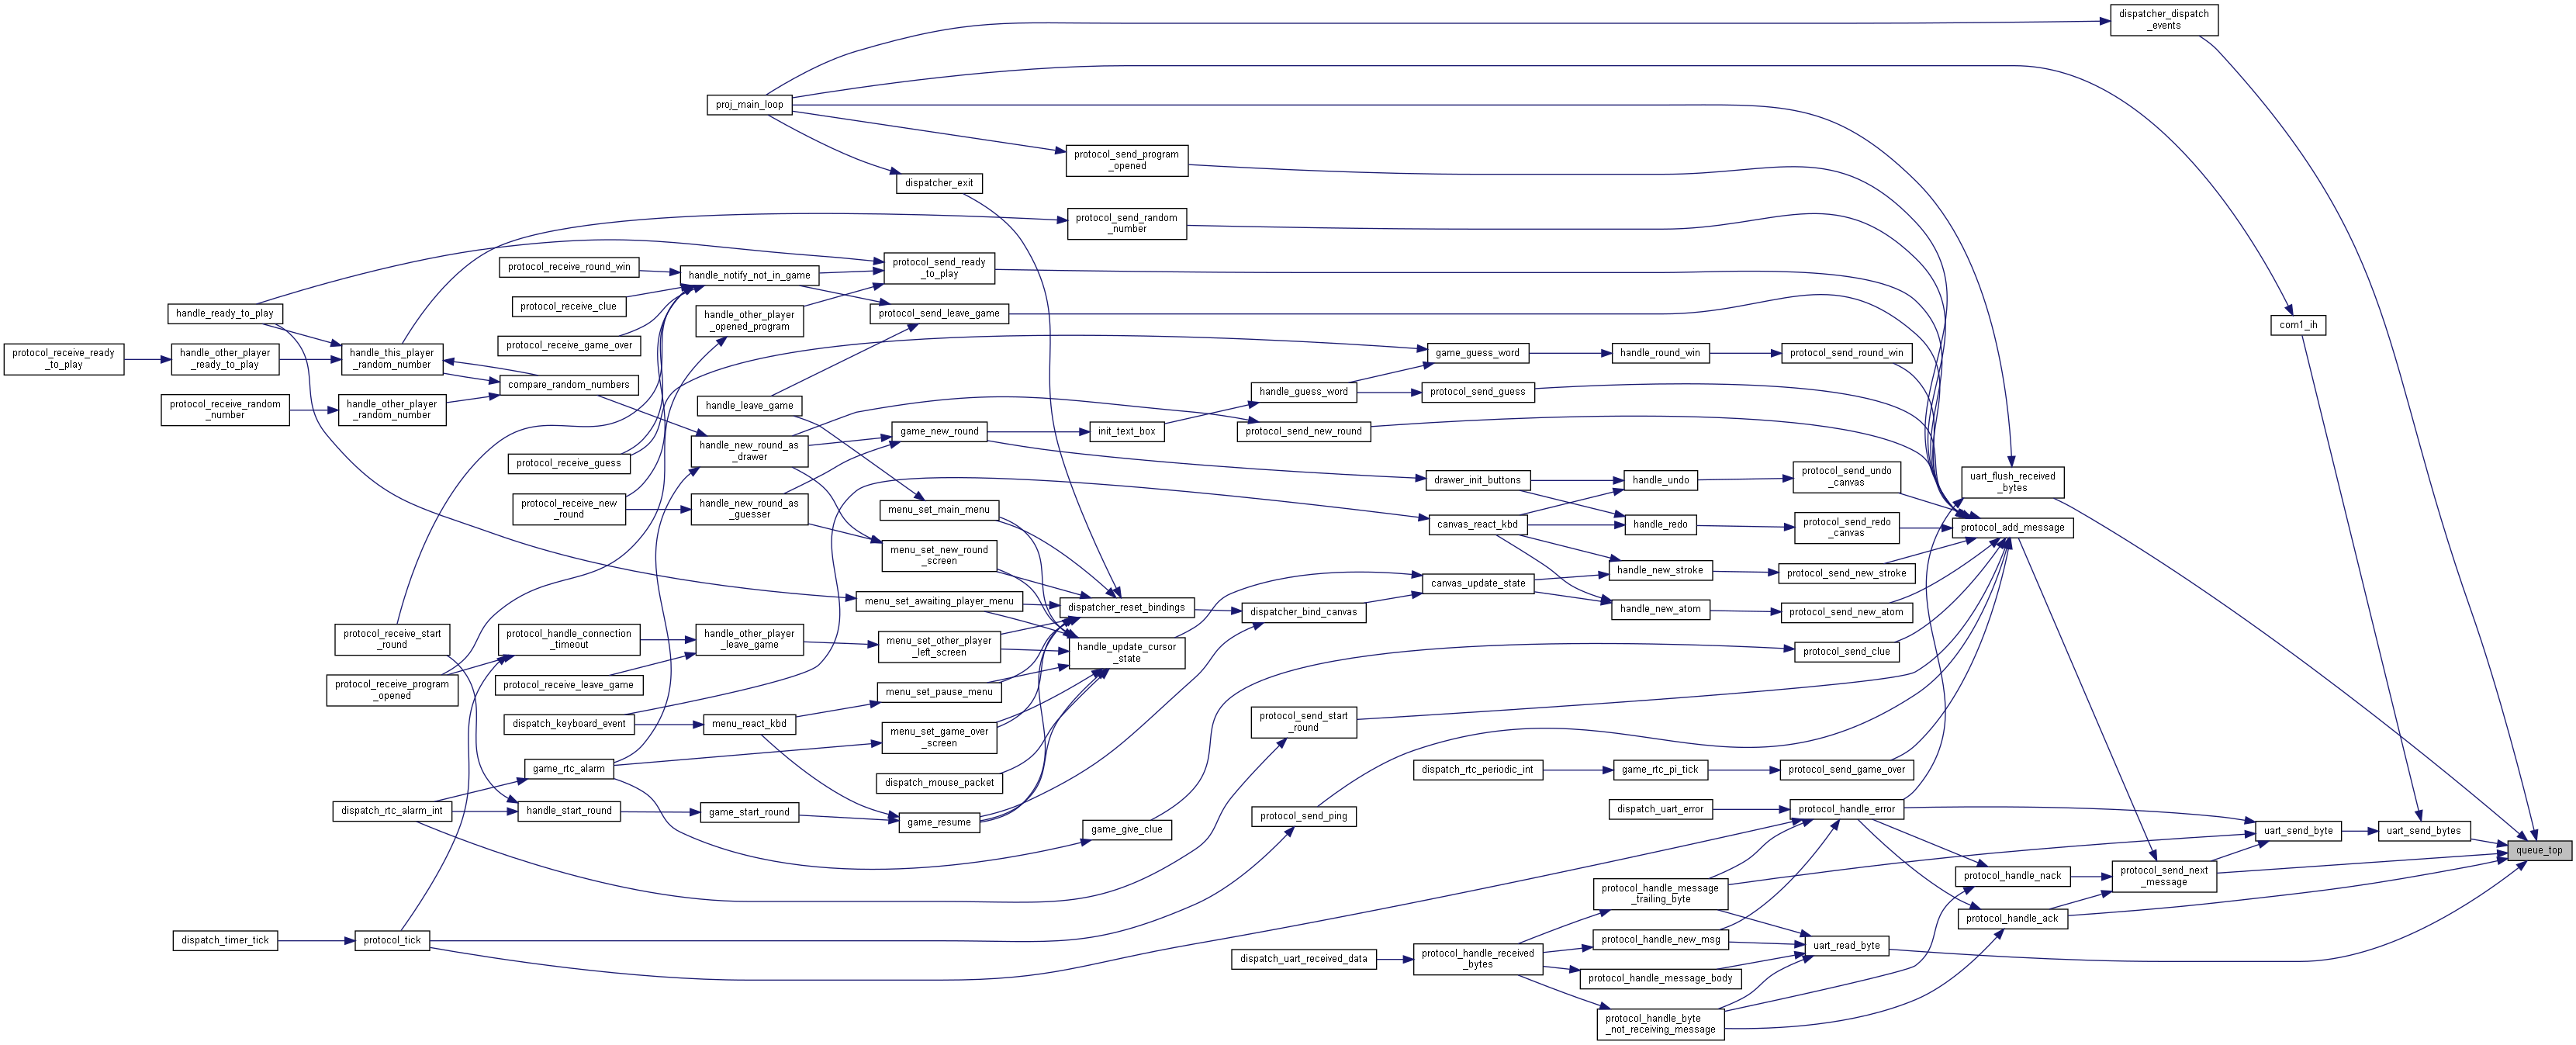 dispatcher_dispatch
_events
proj_main_loop
protocol_send_program
_opened
dispatcher_exit
protocol_send_random
_number
protocol_receive_round_win
handle_notify_not_in_game
protocol_send_ready
_to_play
protocol_receive_clue
handle_ready_to_play
handle_other_player
_opened_program
protocol_send_leave_game
com1_ih
protocol_receive_game_over
protocol_receive_ready
_to_play
handle_other_player
_ready_to_play
handle_this_player
_random_number
game_guess_word
handle_round_win
protocol_send_round_win
compare_random_numbers
protocol_receive_random
_number
handle_other_player
_random_number
handle_leave_game
handle_guess_word
protocol_send_guess
handle_new_round_as
_drawer
game_new_round
init_text_box
protocol_send_new_round
protocol_receive_guess
drawer_init_buttons
handle_undo
protocol_send_undo
_canvas
uart_flush_received
_bytes
protocol_receive_new
_round
handle_new_round_as
_guesser
menu_set_main_menu
canvas_react_kbd
handle_redo
protocol_send_redo
_canvas
protocol_add_message
menu_set_new_round
_screen
canvas_update_state
handle_new_stroke
protocol_send_new_stroke
menu_set_awaiting_player_menu
dispatcher_reset_bindings
dispatcher_bind_canvas
handle_new_atom
protocol_send_new_atom
protocol_receive_start
_round
protocol_handle_connection
_timeout
handle_other_player
_leave_game
menu_set_other_player
_left_screen
handle_update_cursor
_state
protocol_send_clue
protocol_receive_program
_opened
protocol_receive_leave_game
menu_set_pause_menu
dispatch_keyboard_event
menu_react_kbd
menu_set_game_over
_screen
protocol_send_start
_round
game_rtc_alarm
dispatch_mouse_packet
dispatch_rtc_periodic_int
game_rtc_pi_tick
protocol_send_game_over
dispatch_rtc_alarm_int
handle_start_round
game_start_round
game_resume
game_give_clue
protocol_send_ping
dispatch_uart_error
protocol_handle_error
uart_send_byte
uart_send_bytes
queue_top
protocol_handle_message
_trailing_byte
protocol_handle_nack
protocol_send_next
_message
protocol_handle_ack
dispatch_timer_tick
protocol_tick
dispatch_uart_received_data
protocol_handle_received
_bytes
protocol_handle_new_msg
uart_read_byte
protocol_handle_message_body
protocol_handle_byte
_not_receiving_message